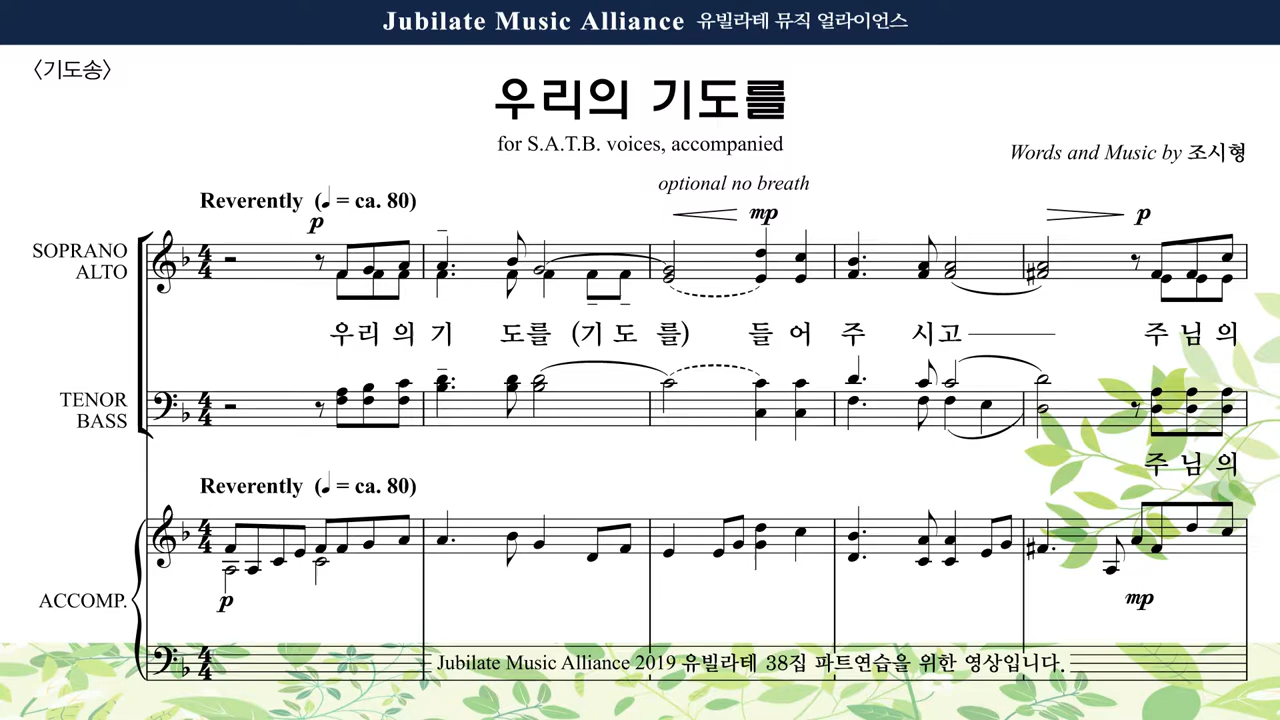 Jubilate Music Alliance 유빌라테 뮤직 얼라이언스
〈기도송〉
우리의 기도를
for S.A.T.B. voices, accompanied
Words and Music by 조시형
optional no breath
Reverently (♩ = ca. 80)
p
mp
p
SOPRANO
ALTO
우리 의 기 도를 (기 도 를) 들 어 주 시고 주 님 의
TENOR
BASS
주 님 의
Reverently (♩ = ca. 80)
ACCOMP.
p
mp
Jubilate Music Alliance 2019 유빌라테 38집 파트연습을 위한 영상입니다.